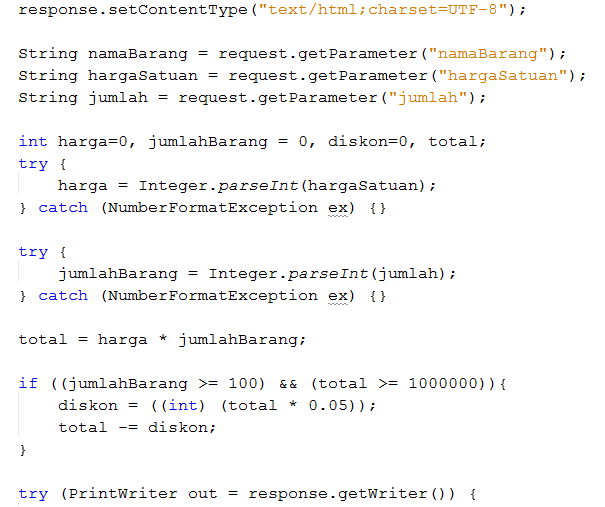 response.setContentType("text/html;charset=UTF-8");
String namaBarang = request.getParameter("namaBarang");
String hargaSatuan = request.getParameter("hargaSatuan");
String jumlah = request.getParameter("jumlah");
int harga=0, jumlahBarang = 0, diskon=0, total;
try {
    harga = Integer.parseInt(hargaSatuan);
} catch (NumberFormatException ex) {}
try {
    jumlahBarang = Integer.parseInt(jumlah);
} catch (NumberFormatException ex) {}
total = harga * jumlahBarang;
if ((jumlahBarang >= 100) && (total >= 1000000)){
    diskon = ((int) (total * 0.05));
    total -= diskon;
}
try (PrintWriter out = response.getWriter()) {